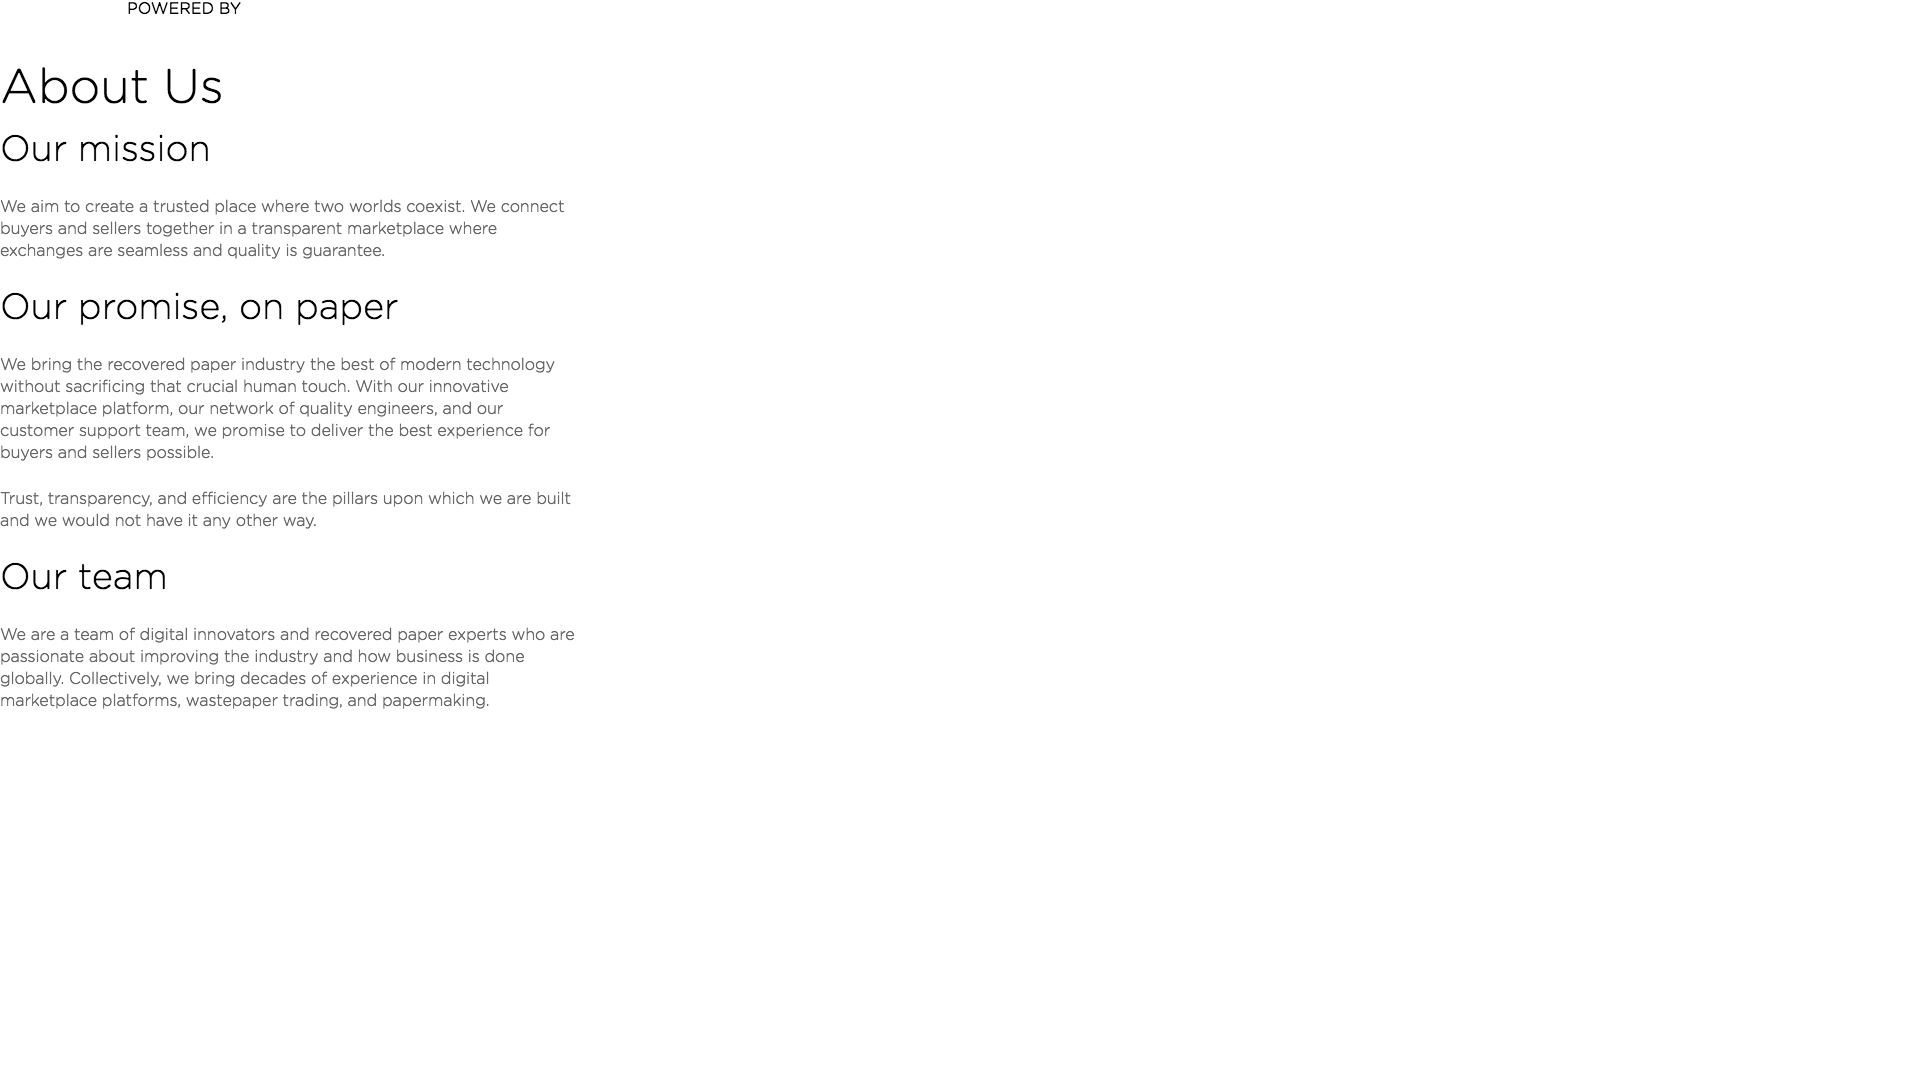 POWERED BY
About Us
Our mission
We aim to create a trusted place where two worlds coexist. We connect
buyers and sellers together in a transparent marketplace where
exchanges are seamless and quality is guarantee.
Our promise, on paper
We bring the recovered paper industry the best of modern technology
without sacrificing that crucial human touch. With our innovative
marketplace platform, our network of quality engineers, and our
customer support team, we promise to deliver the best experience for
buyers and sellers possible.
Trust, transparency, and efficiency are the pillars upon which we are built
and we would not have it any other way.
Our team
We are a team of digital innovators and recovered paper experts who are
passionate about improving the industry and how business is done
globally. Collectively, we bring decades of experience in digital
marketplace platforms, wastepaper trading, and papermaking.